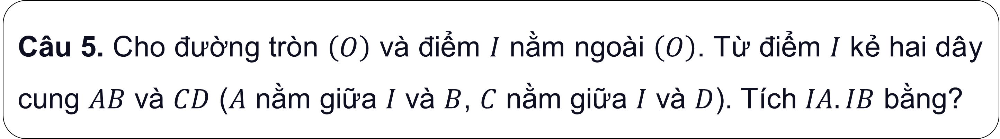 Câu 5. Cho đường tròn (O) và điểm I nằm ngoài (O). Từ điểm I kẻ hai dây
cung AB và CD (A nằm giữa I và B, C nằm giữa I và D). Tích IA. IB bằng?